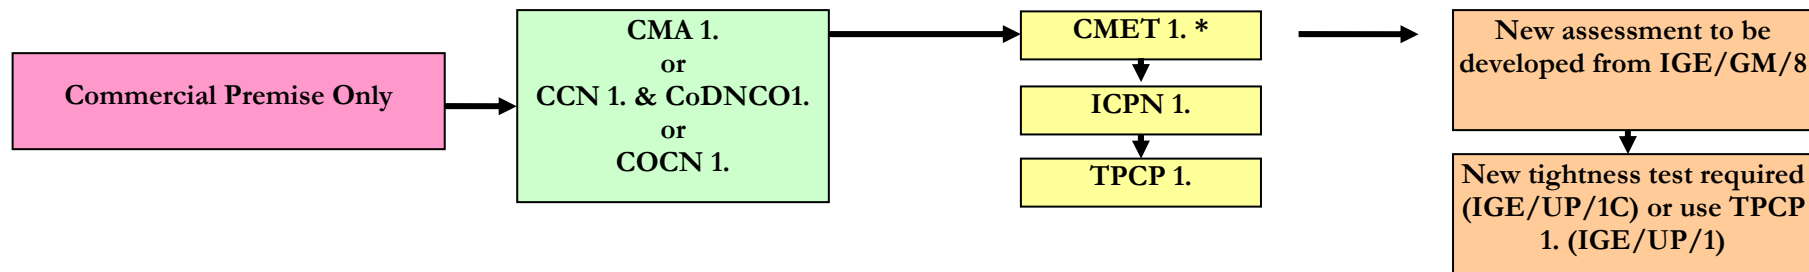 Commercial Premise Only
CMA 1.
or
CCN 1. & CoDNCO1.
or
COCN 1.
CMET 1. *
ICPN 1.
TPCP 1.
New assessment to be
developed from IGE/GM/8
New tightness test required
(IGE/UP/1C) or use TPCP
1. (IGE/UP/1)